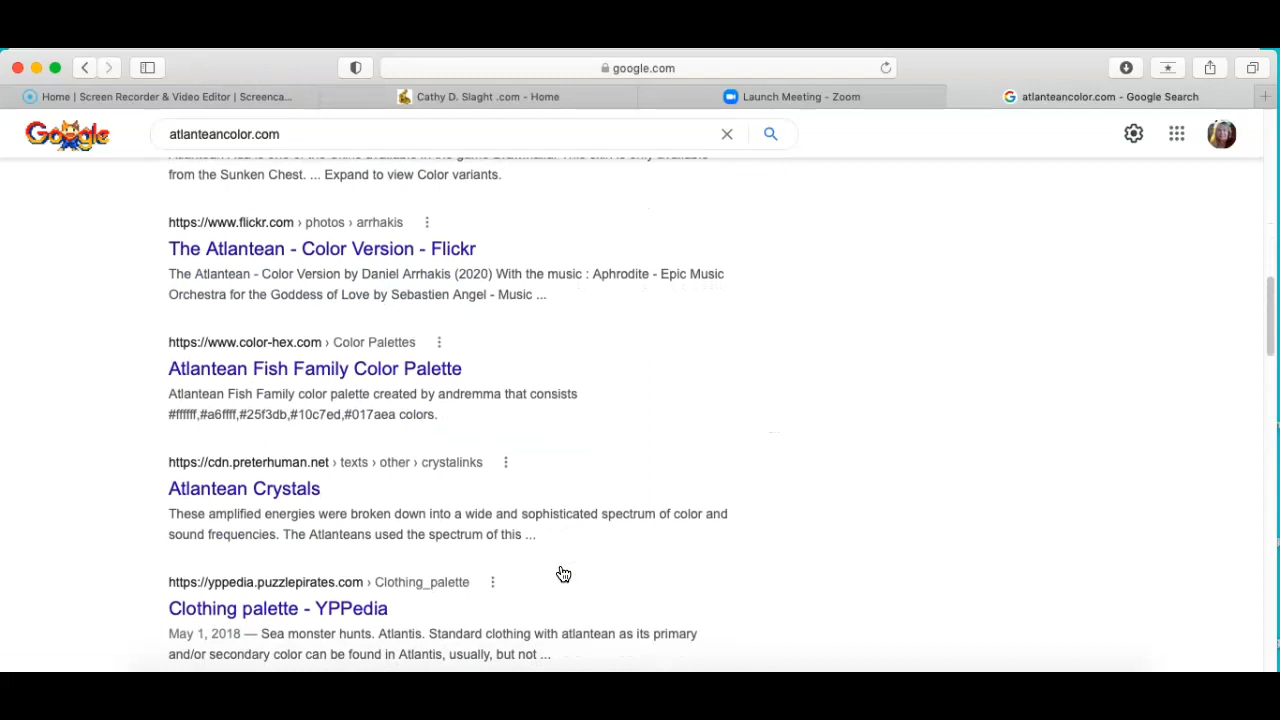 google.com
Home | Screen Recorder & Video Editor | Screenca...
Cathy D. Slaght .com - Home
Launch Meeting - Zoom
atlanteancolor.com - Google Search
Google
atlanteancolor.com
from the Sunken Chest. ... Expand to view Color variants.
https://www.flickr.com › photos › arrhakis
The Atlantean - Color Version - Flickr
The Atlantean - Color Version by Daniel Arrhakis (2020) With the music : Aphrodite - Epic Music
Orchestra for the Goddess of Love by Sebastien Angel - Music ...
https://www.color-hex.com › Color Palettes
Atlantean Fish Family Color Palette
Atlantean Fish Family color palette created by andremma that consists
#ffffff,#a6ffff,#25f3db,#10c7ed,#017aea colors.
https://cdn.preterhuman.net › texts › other › crystalinks
Atlantean Crystals
These amplified energies were broken down into a wide and sophisticated spectrum of color and
sound frequencies. The Atlanteans used the spectrum of this ...
https://yppedia.puzzlepirates.com › Clothing_palette
Clothing palette - YPPedia
May 1, 2018 — Sea monster hunts. Atlantis. Standard clothing with atlantean as its primary
and/or secondary color can be found in Atlantis, usually, but not ...